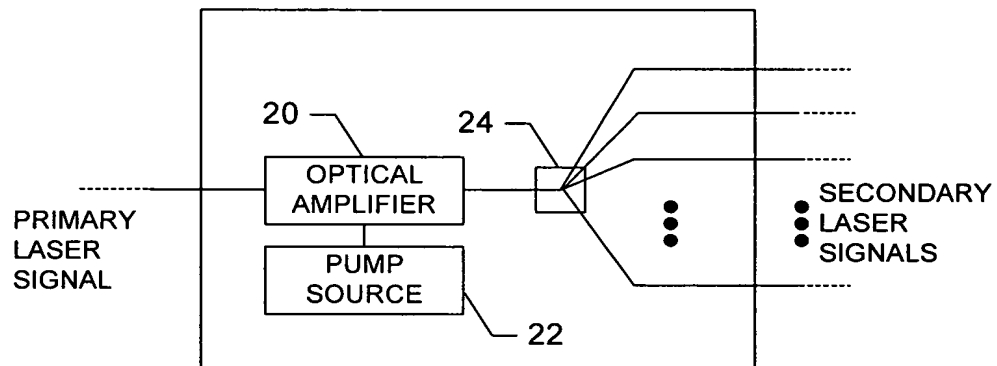 20
24
OPTICAL
AMPLIFIER
PRIMARY
LASER
SIGNAL
SECONDARY
LASER
SIGNALS
PUMP
SOURCE
22